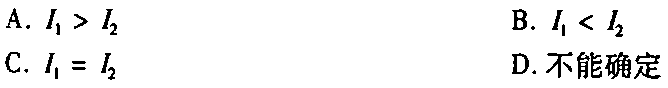 A. I₁ > I₂ B. I₁ < I₂
C. I₁ = I₂ D. 不能确定